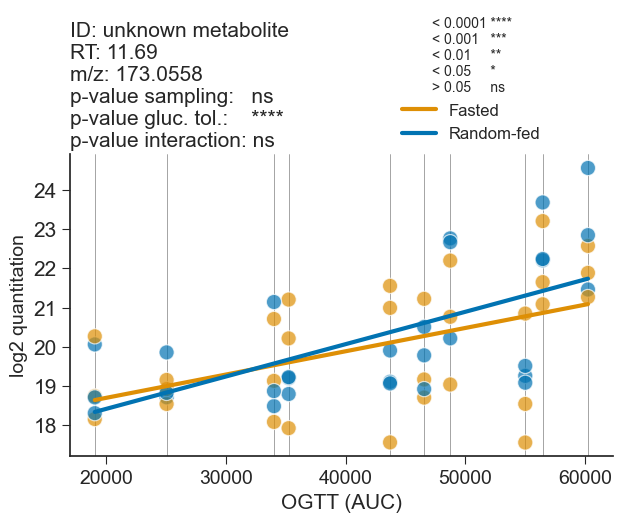 ID: unknown metabolite
RT: 11.69
m/z: 173.0558
p-value sampling: ns
p-value gluc. tol.: ****
p-value interaction: ns
< 0.0001 ****
< 0.001 ***
< 0.01 **
< 0.05 *
> 0.05 ns
Fasted
Random-fed
log2 quantitation
24
23
22
21
20
19
18
20000 30000 40000 50000 60000
OGTT (AUC)